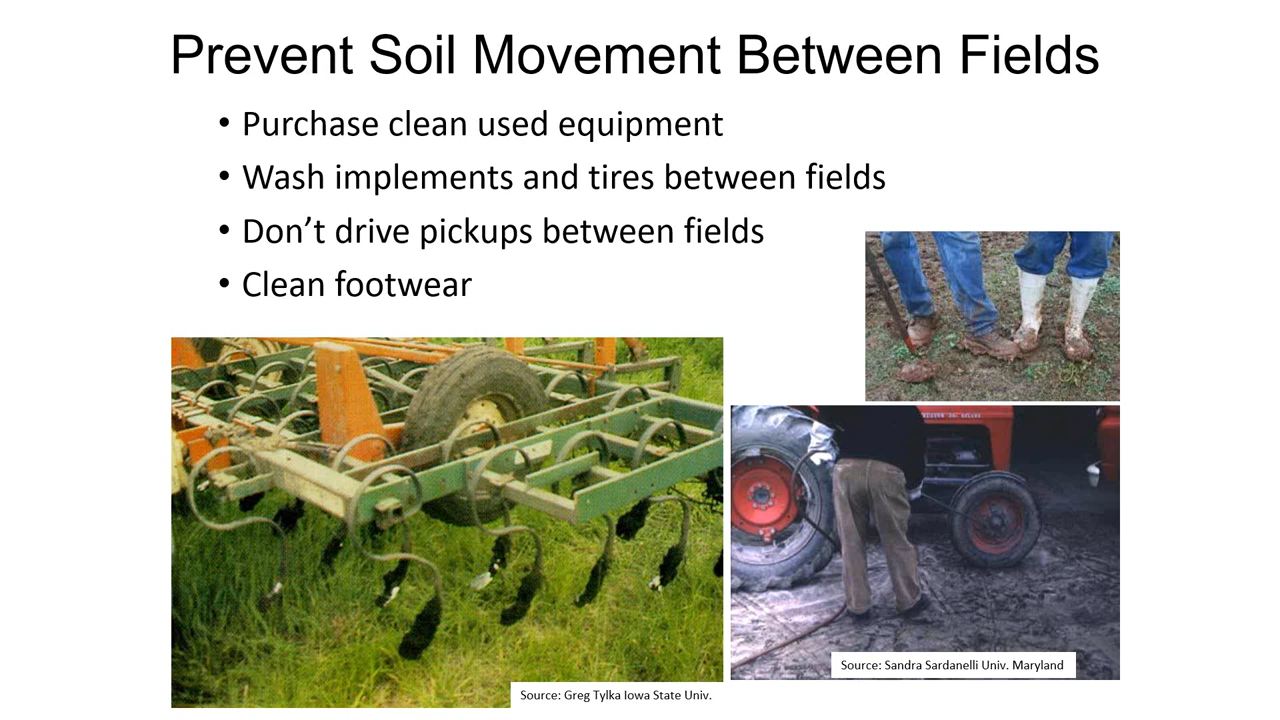 Prevent Soil Movement Between Fields
• Purchase clean used equipment
• Wash implements and tires between fields
• Don’t drive pickups between fields
• Clean footwear
Source: Sandra Sardanelli Univ. Maryland
Source: Greg Tylka Iowa State Univ.